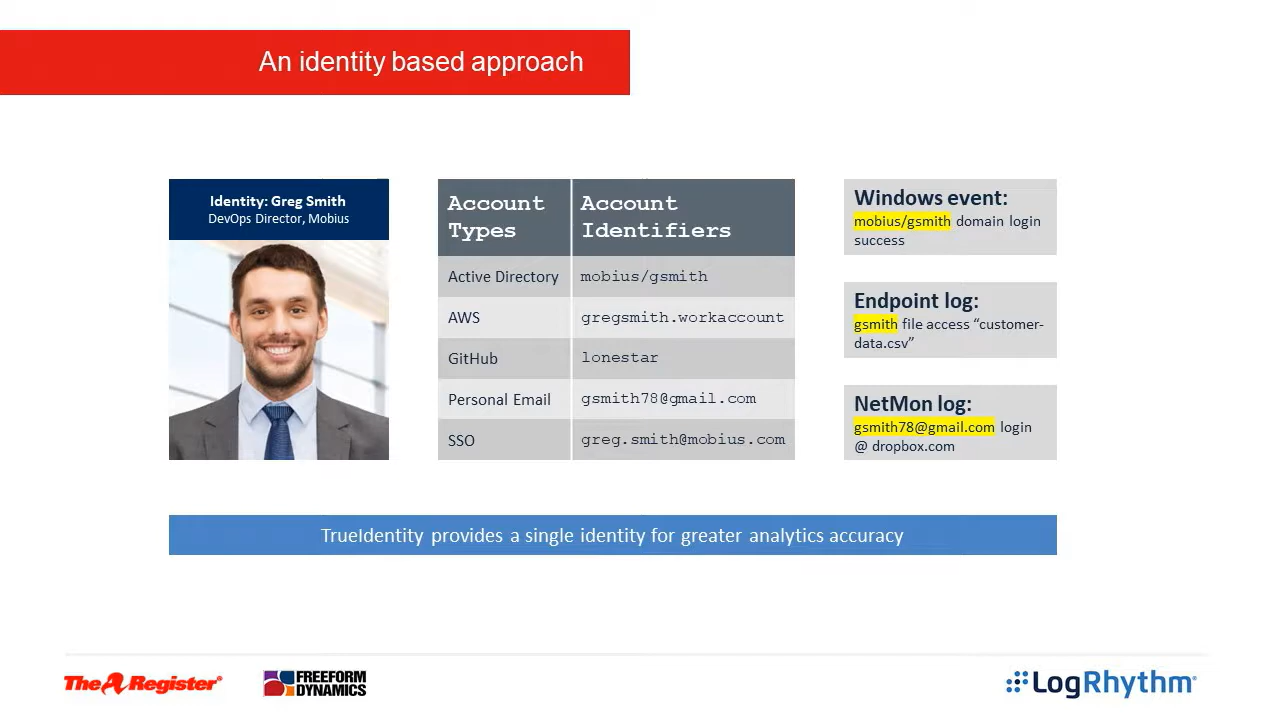 An identity based approach
Identity: Greg Smith
DevOps Director, Mobius
Account Types
Account Identifiers
Active Directory mobius/gsmith
AWS gregsmith.workaccount
GitHub lonestar
Personal Email gsmith78@gmail.com
SSO greg.smith@mobius.com
Windows event:
mobius/gsmith domain login
success
Endpoint log:
gsmith file access “customer-
data.csv”
NetMon log:
gsmith78@gmail.com login
@ dropbox.com
TrueIdentity provides a single identity for greater analytics accuracy
The Register®
FREEFORM
DYNAMICS
LogRhythm